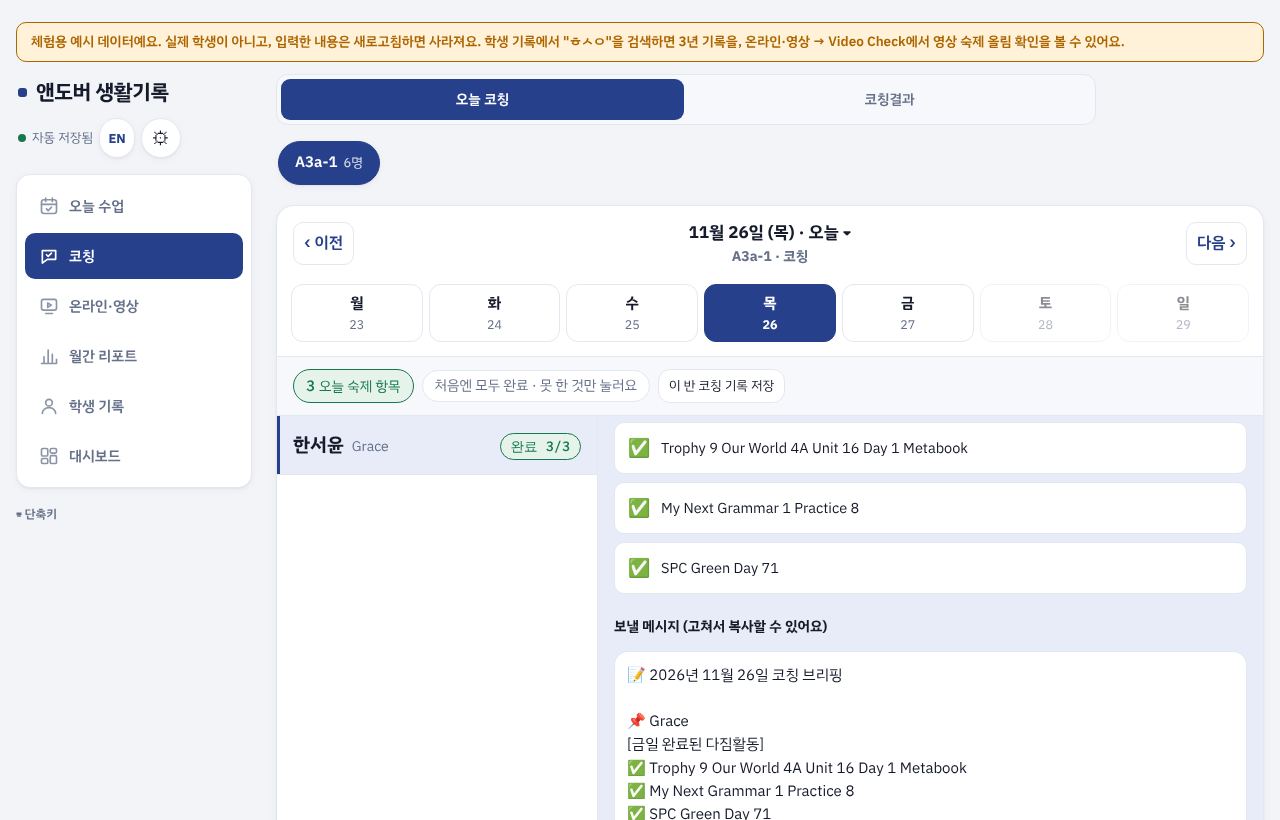 체험용 예시 데이터예요. 실제 학생이 아니고, 입력한 내용은 새로고침하면 사라져요. 학생 기록에서 "ㅎㅅㅇ"을 검색하면 3년 기록을, 온라인·영상 → Video Check에서 영상 숙제 올림 확인을 볼 수 있어요.
앤도버 생활기록
자동 저장됨
EN
오늘 수업
코칭
온라인·영상
월간 리포트
학생 기록
대시보드
단축키
오늘 코칭
코칭결과
A3a-1 6명
‹ 이전
11월 26일 (목) · 오늘
A3a-1 · 코칭
다음 ›
월 23
화 24
수 25
목 26
금 27
토 28
일 29
3 오늘 숙제 항목
처음엔 모두 완료 · 못 한 것만 눌러요
이 반 코칭 기록 저장
한서윤 Grace
완료 3/3
✅ Trophy 9 Our World 4A Unit 16 Day 1 Metabook
✅ My Next Grammar 1 Practice 8
✅ SPC Green Day 71
보낼 메시지 (고쳐서 복사할 수 있어요)
📝 2026년 11월 26일 코칭 브리핑
📌 Grace
[금일 완료된 다짐활동]
✅ Trophy 9 Our World 4A Unit 16 Day 1 Metabook
✅ My Next Grammar 1 Practice 8
✅ SPC Green Day 71